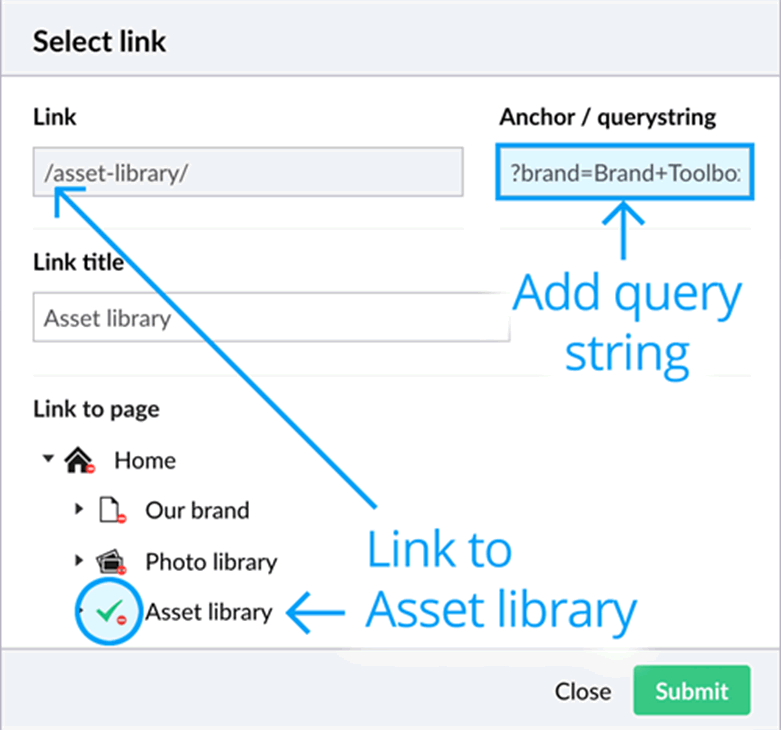 Select link
Link
Anchor / querystring
/asset-library/
?brand=Brand+Toolbo
Link title
Asset library
Add query
string
Link to page
Home
Our brand
Photo library
Asset library
Link to
Asset library
Close
Submit